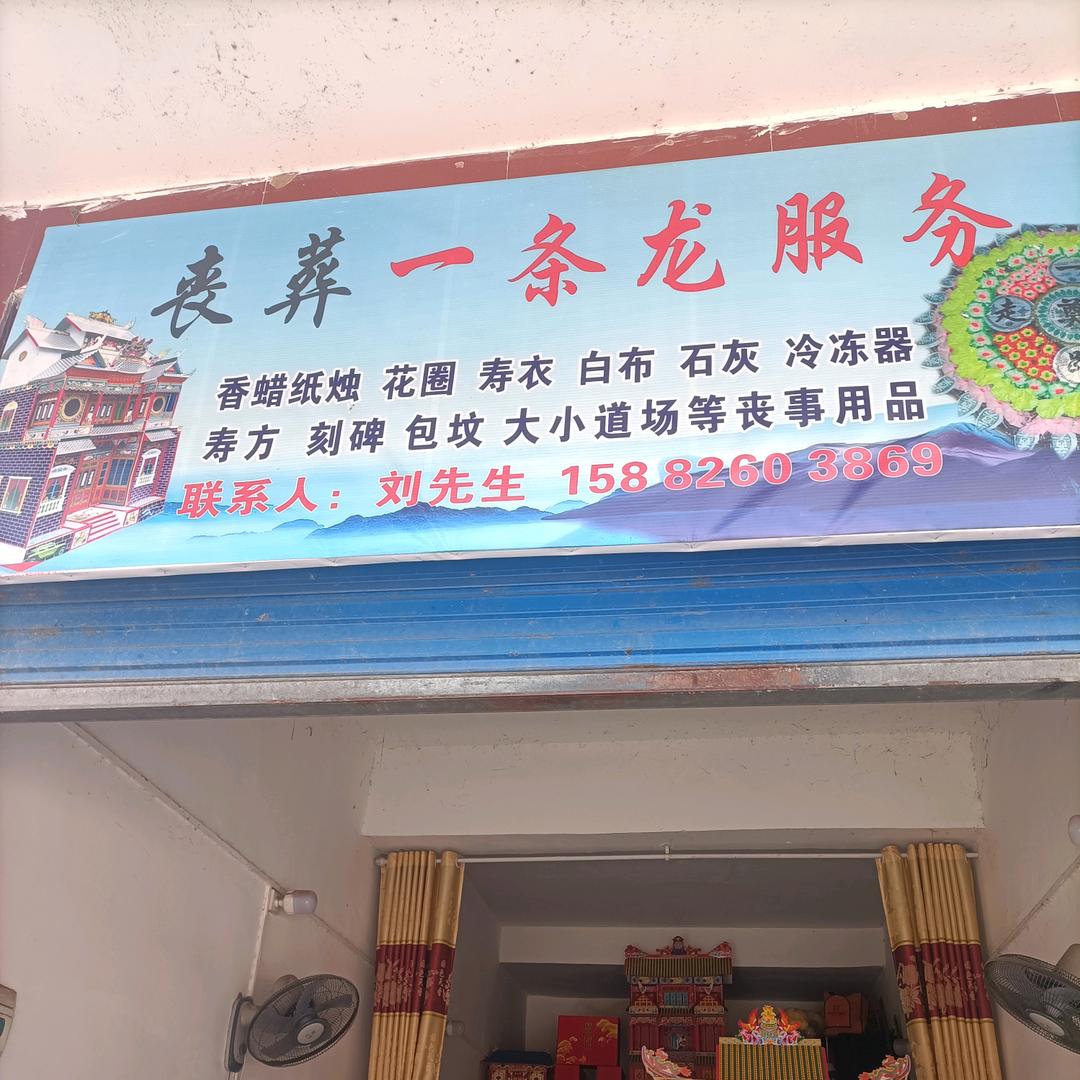 丧葬一条龙服务
香蜡纸烛 花圈 寿衣 白布 石灰 冷冻器
寿方 刻碑 包坟 大小道场等丧事用品
联系人：刘先生 158 8260 3869
一
走